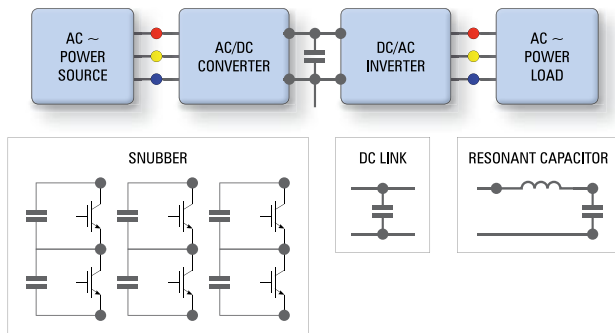 AC ~
POWER
SOURCE
AC/DC
CONVERTER
DC/AC
INVERTER
AC ~
POWER
LOAD
SNUBBER
DC LINK
RESONANT CAPACITOR